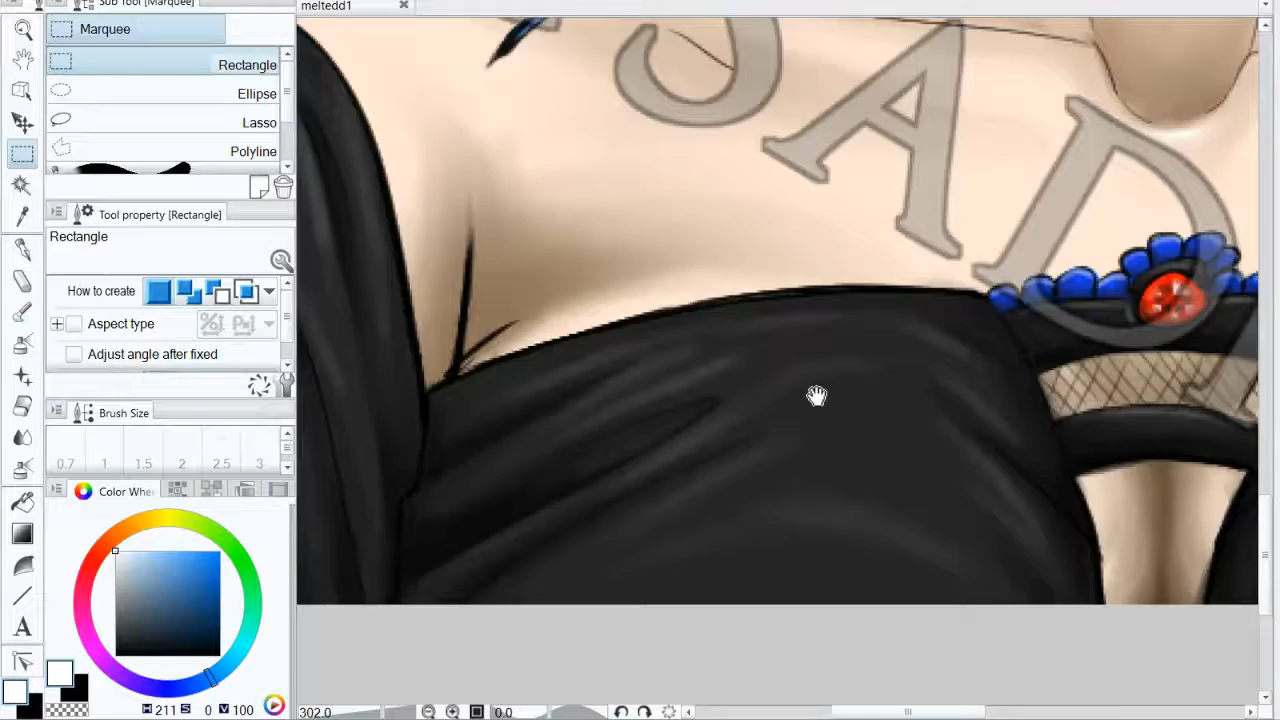 Sub Tool [Marquee]
meltedd1
Marquee
Rectangle
Ellipse
Lasso
Polyline
Tool property [Rectangle]
Rectangle
How to create
Aspect type
Adjust angle after fixed
Brush Size
0.7 1 1.5 2 2.5 3
Color Whe
H 211 S 0 V 100
302.0
0.0
SAD